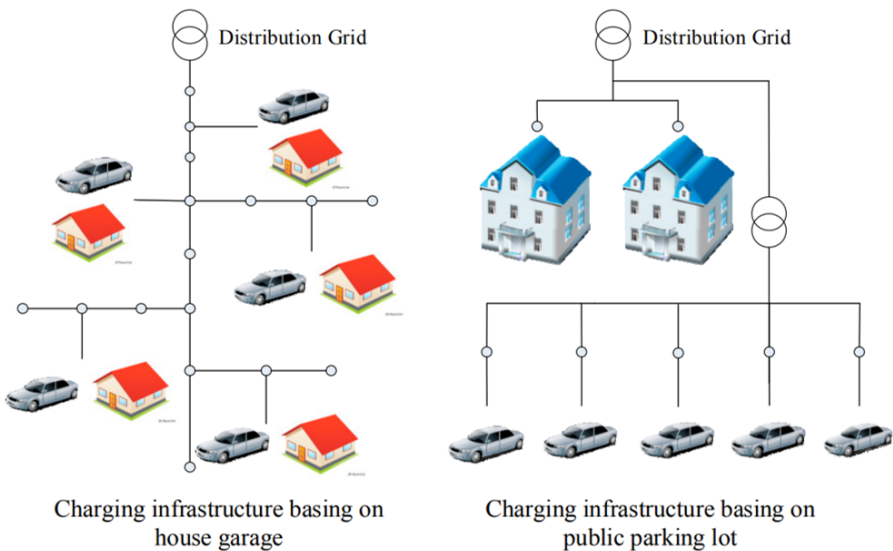 Distribution Grid
Distribution Grid
Charging infrastructure basing on
house garage
Charging infrastructure basing on
public parking lot